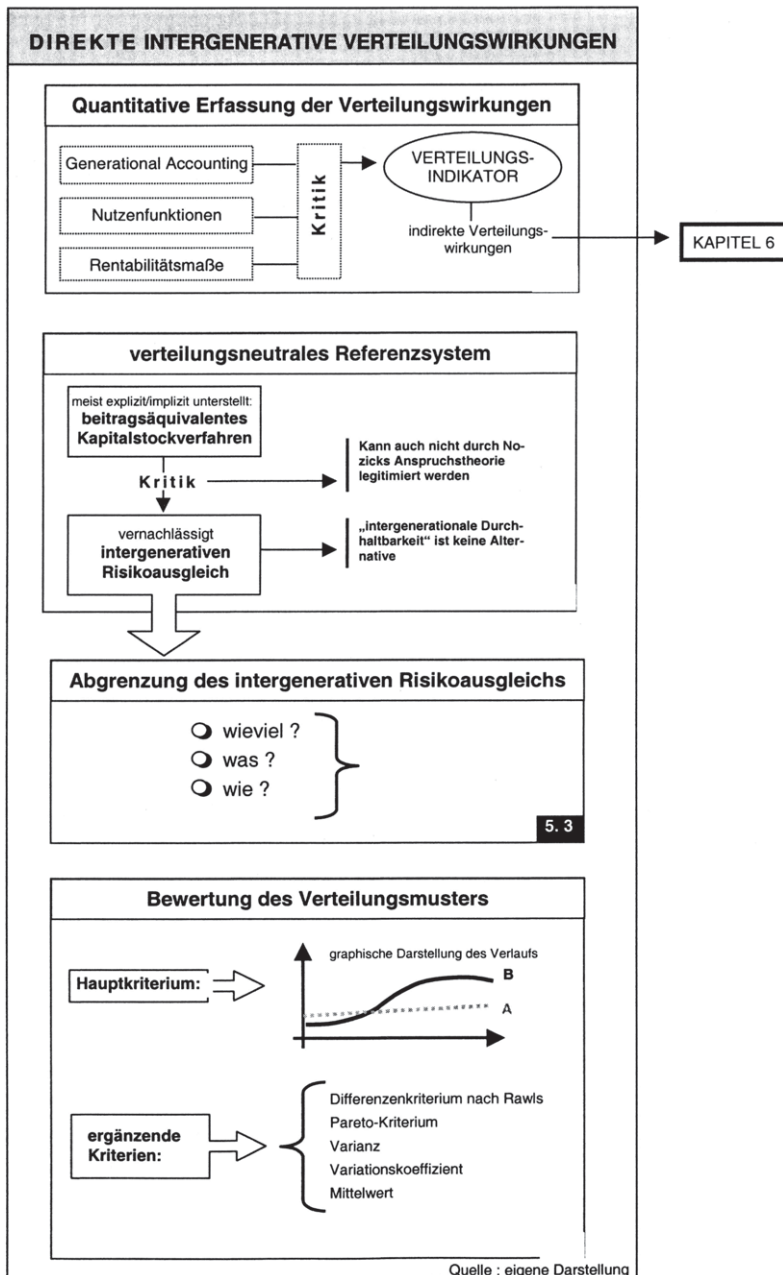 DIREKTE INTERGENERATIVE VERTEILUNGSWIRKUNGEN
Quantitative Erfassung der Verteilungswirkungen
Generational Accounting
Nutzenfunktionen
Rentabilitätsmaße
Kritik
VERTEILUNGS-
INDIKATOR
indirekte Verteilungs-
wirkungen
KAPITEL 6
verteilungsneutrales Referenzsystem
meist explizit/implizit unterstellt:
beitragsäquivalentes
Kapitalstockverfahren
Kritik
Kann auch nicht durch No-
zicks Anspruchstheorie
legitimiert werden
vernachlässigt
intergenerativen
Risikoausgleich
„intergenerationale Durch-
haltbarkeit“ ist keine Alter-
native
Abgrenzung des intergenerativen Risikoausgleichs
wieviel ?
was ?
wie ?
5. 3
Bewertung des Verteilungsmusters
Hauptkriterium:
graphische Darstellung des Verlaufs
B
A
ergänzende
Kriterien:
Differenzenkriterium nach Rawls
Pareto-Kriterium
Varianz
Variationskoeffizient
Mittelwert
Quelle : eigene Darstellung